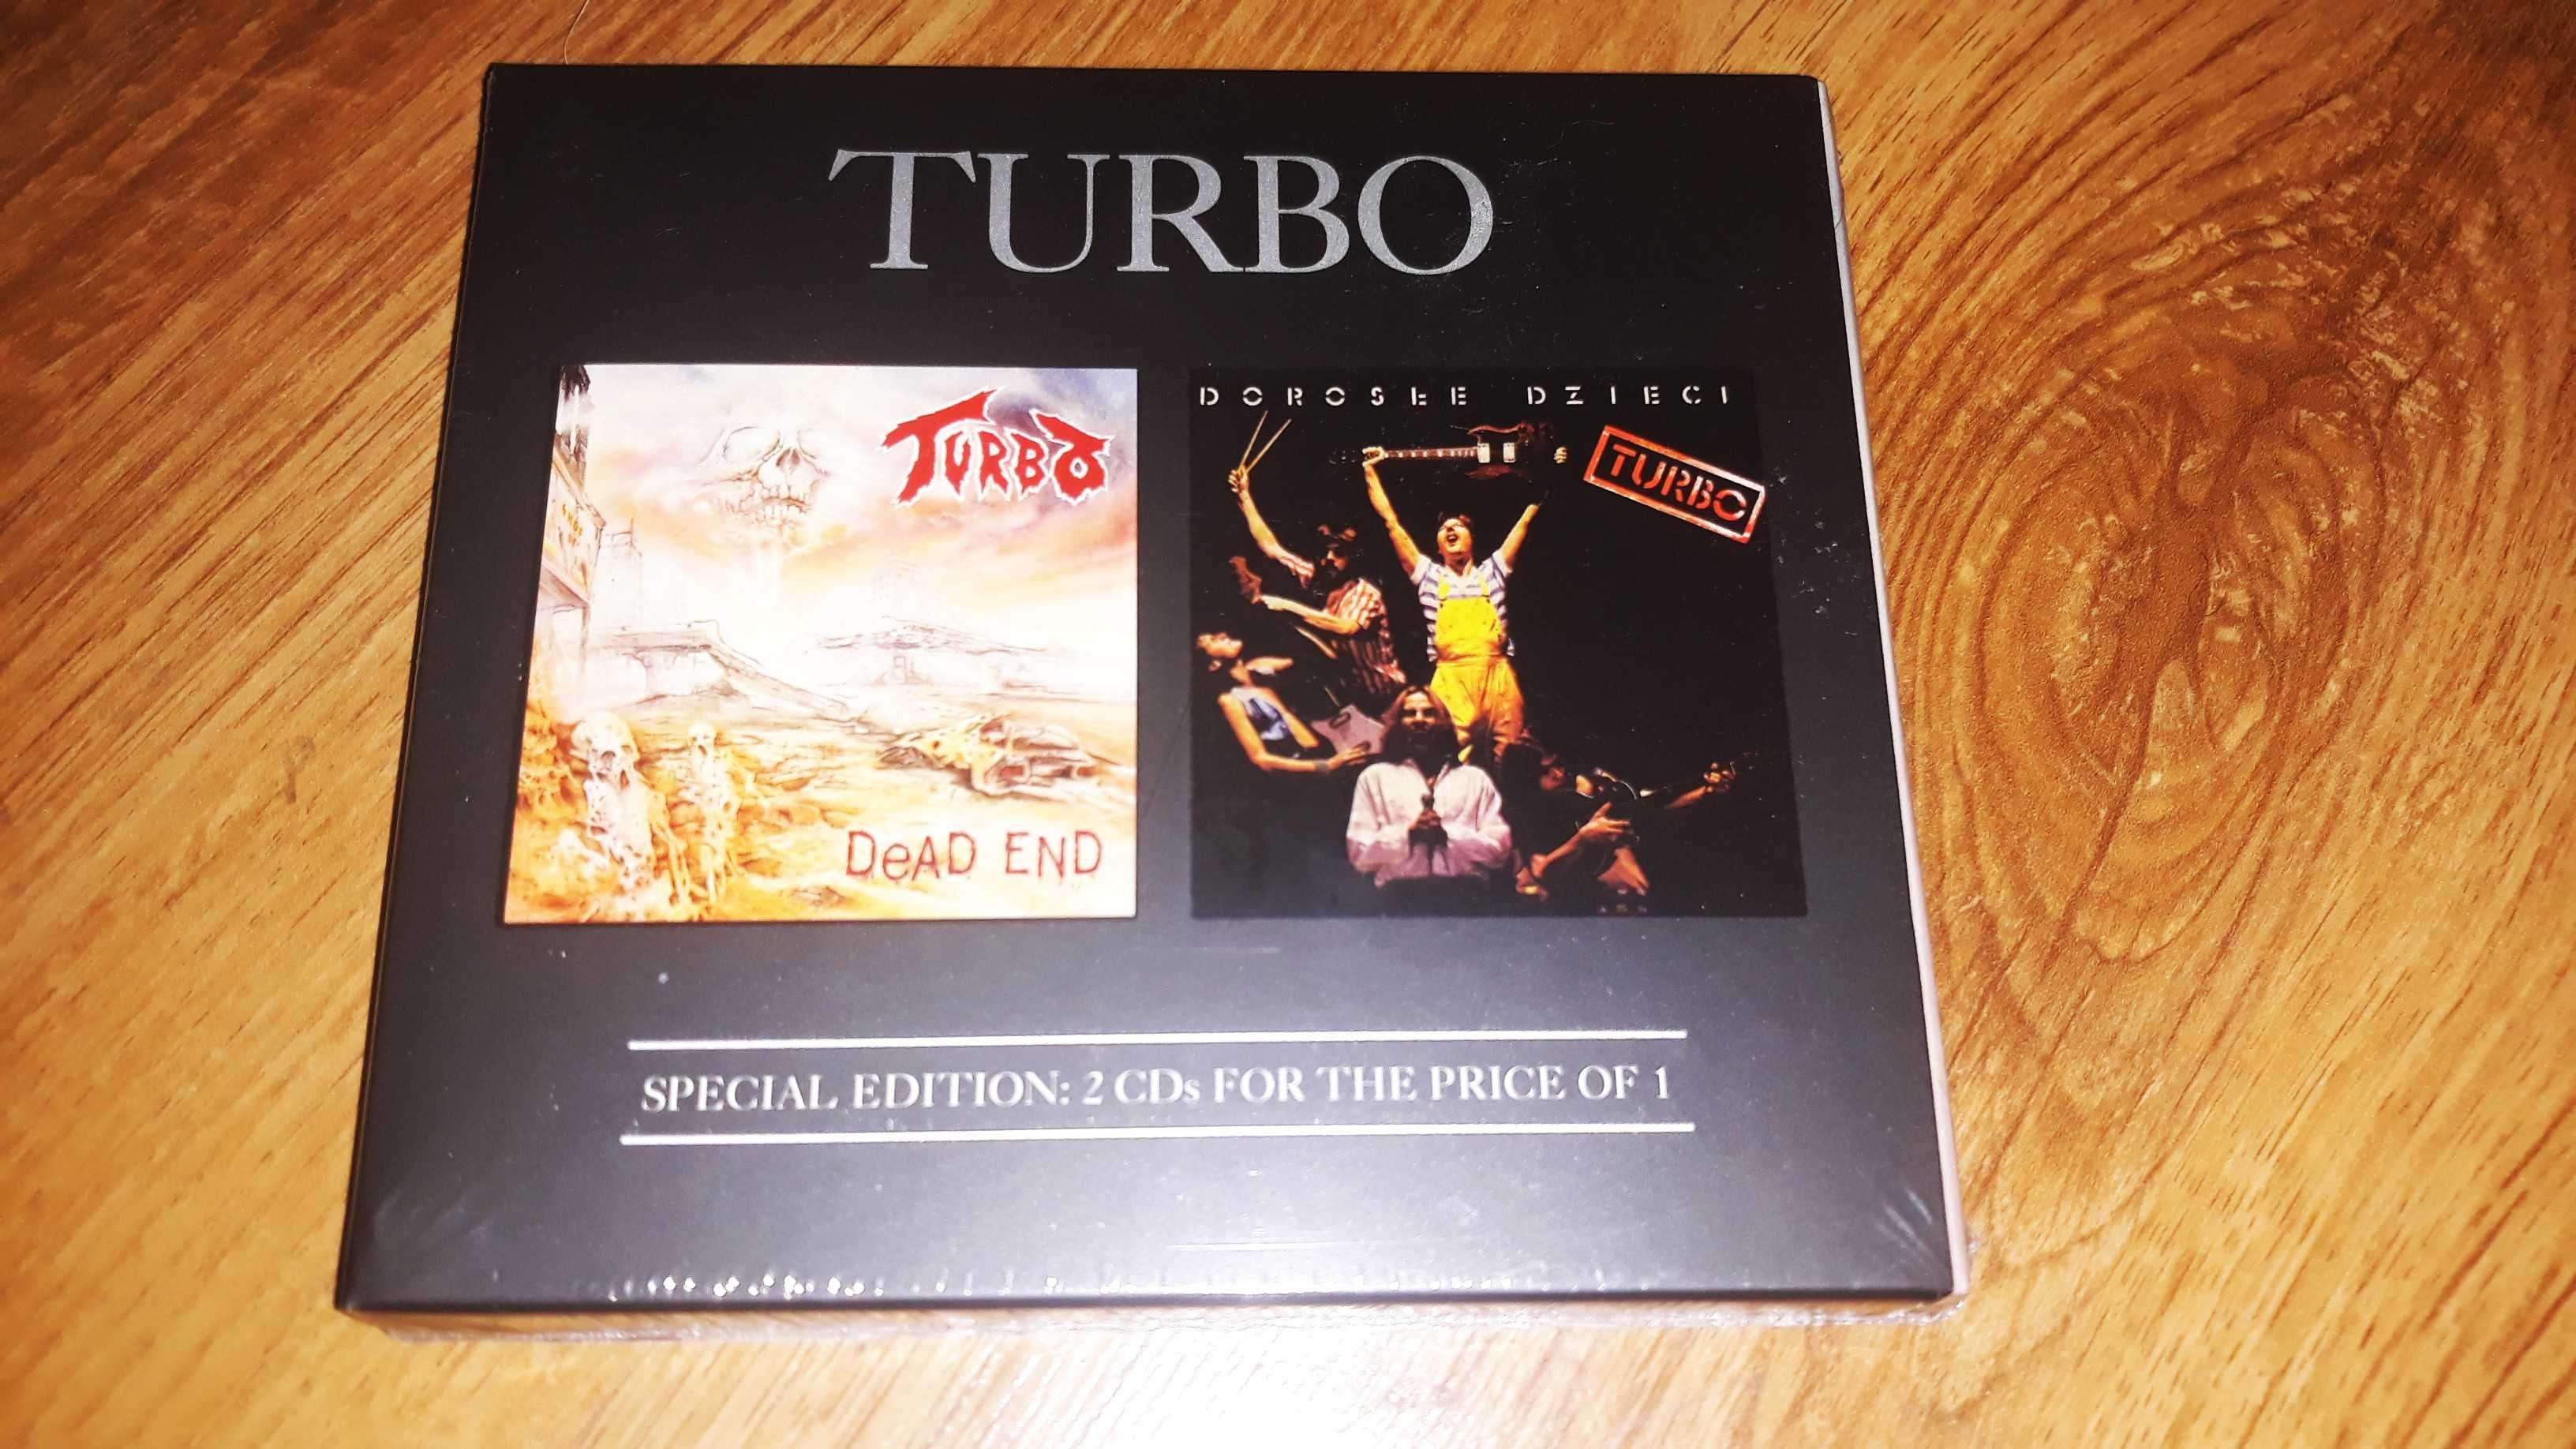 TURBO
TURBO
DeAD END
DOROSŁE DZIECI
TURBO
SPECIAL EDITION: 2 CDs FOR THE PRICE OF 1